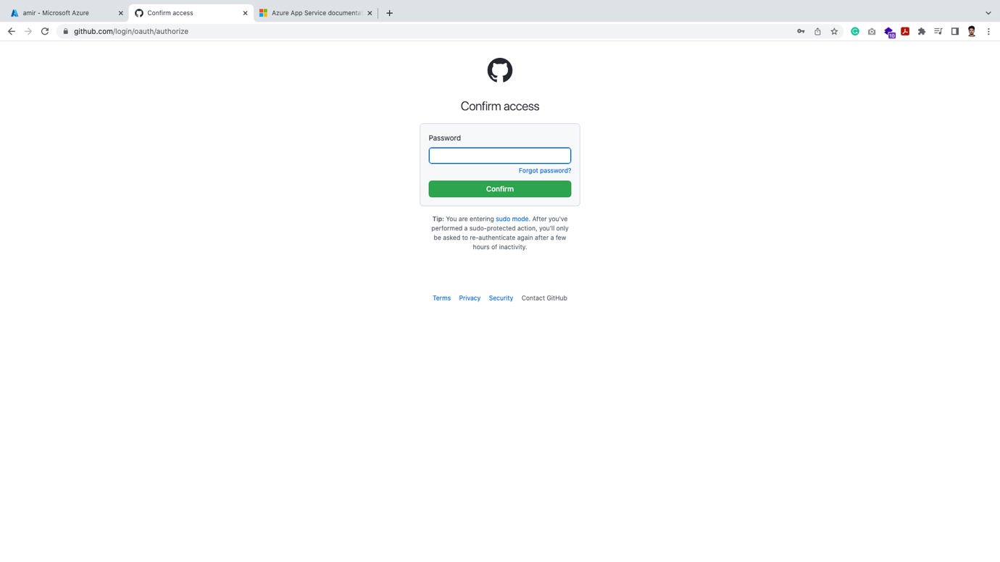 amir - Microsoft Azure
Confirm access
Azure App Service documentat
github.com/login/oauth/authorize
10
Confirm access
Password
Forgot password?
Confirm
Tip: You are entering sudo mode. After you've
performed a sudo-protected action, you'll only
be asked to re-authenticate again after a few
hours of inactivity.
Terms Privacy Security Contact GitHub